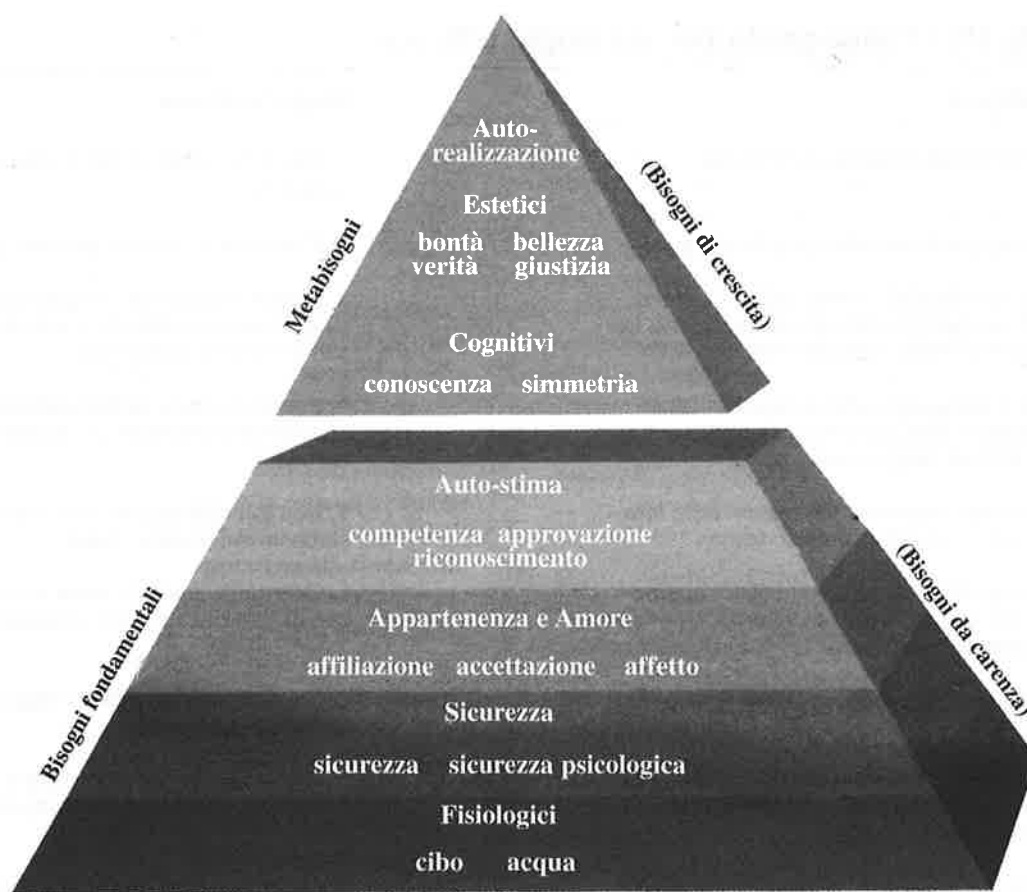 Auto-
realizzazione
Estetici
bontà bellezza
verità giustizia
Cognitivi
conoscenza simmetria
Metabisogni
(Bisogni di crescita)
Auto-stima
competenza approvazione
riconoscimento
Appartenenza e Amore
affiliazione accettazione affetto
Sicurezza
sicurezza sicurezza psicologica
Fisiologici
cibo acqua
Bisogni fondamentali
(Bisogni da carenza)